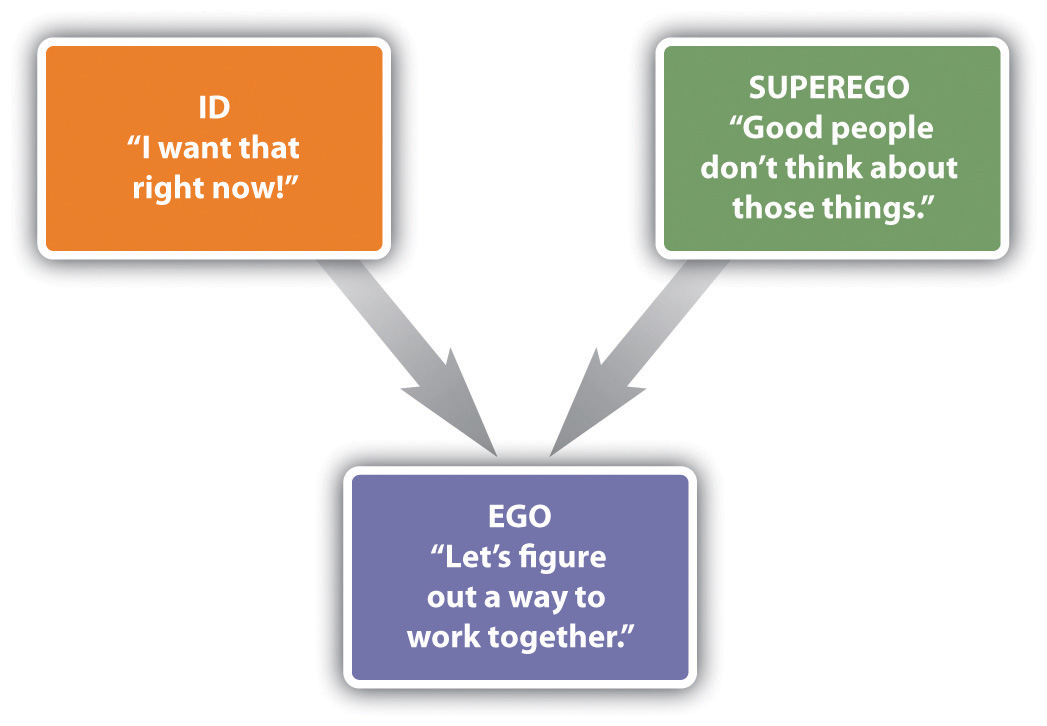 ID
“I want that
right now!”
SUPEREGO
“Good people
don’t think about
those things.”
EGO
“Let’s figure
out a way to
work together.”